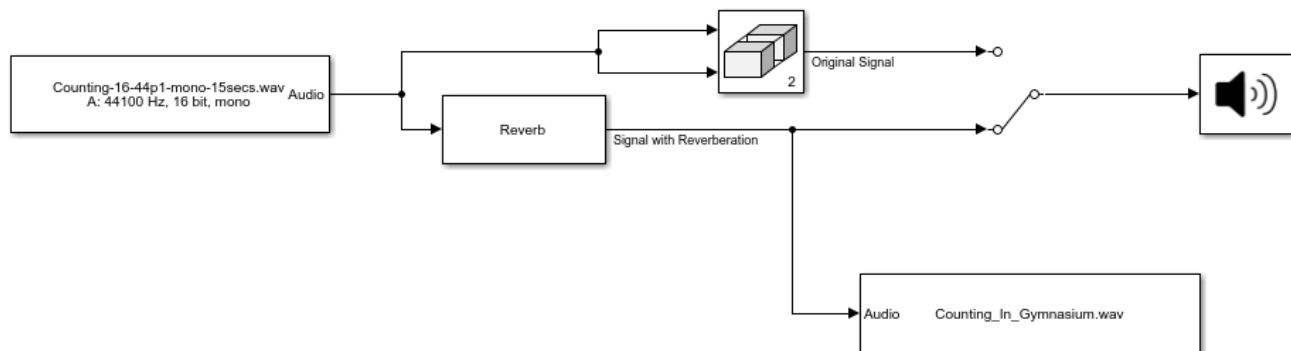 Counting-16-44p1-mono-15secs.wav
A: 44100 Hz, 16 bit, mono
Audio
2
Original Signal
Reverb
Signal with Reverberation
Audio
Counting_In_Gymnasium.wav